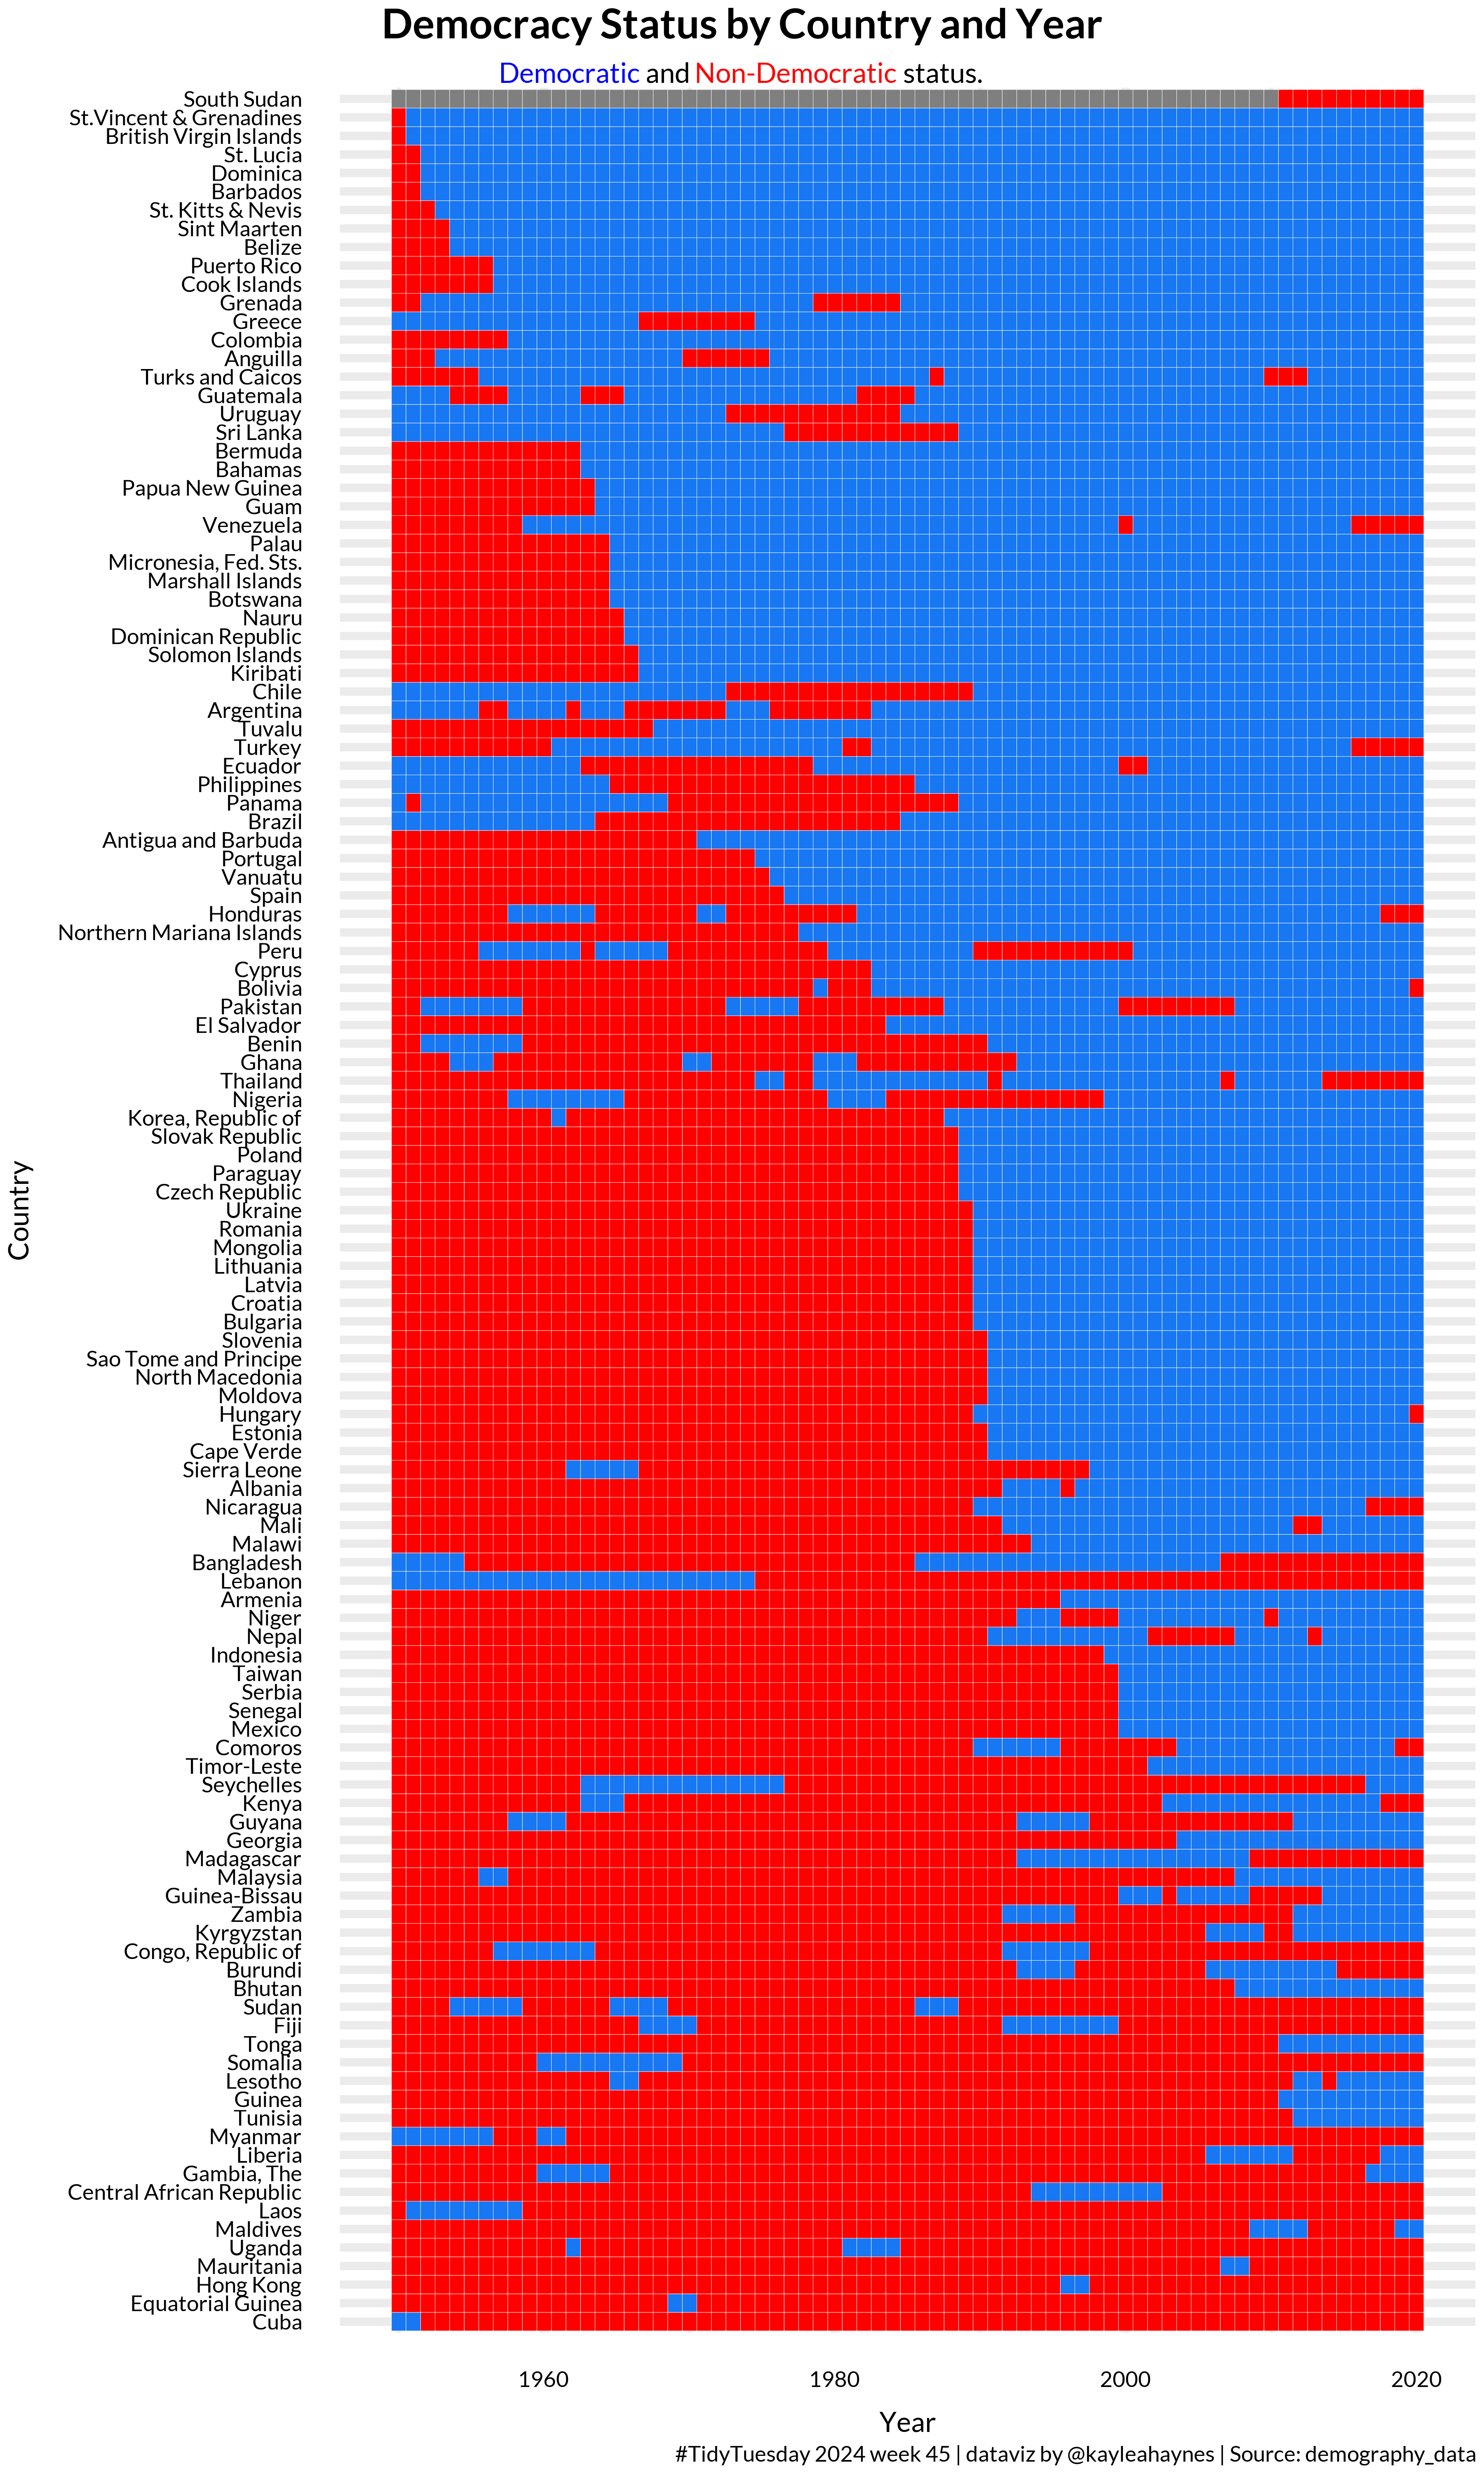 Democracy Status by Country and Year
Democratic and Non-Democratic status.
South Sudan
St.Vincent & Grenadines
British Virgin Islands
St. Lucia
Dominica
Barbados
St. Kitts & Nevis
Sint Maarten
Belize
Puerto Rico
Cook Islands
Grenada
Greece
Colombia
Anguilla
Turks and Caicos
Guatemala
Uruguay
Sri Lanka
Bermuda
Bahamas
Papua New Guinea
Guam
Venezuela
Palau
Micronesia, Fed. Sts.
Marshall Islands
Botswana
Nauru
Dominican Republic
Solomon Islands
Kiribati
Chile
Argentina
Tuvalu
Turkey
Ecuador
Philippines
Panama
Brazil
Antigua and Barbuda
Portugal
Vanuatu
Spain
Honduras
Northern Mariana Islands
Peru
Cyprus
Bolivia
Pakistan
El Salvador
Benin
Ghana
Thailand
Nigeria
Korea, Republic of
Slovak Republic
Poland
Paraguay
Czech Republic
Ukraine
Romania
Mongolia
Lithuania
Latvia
Croatia
Bulgaria
Slovenia
Sao Tome and Principe
North Macedonia
Moldova
Hungary
Estonia
Cape Verde
Sierra Leone
Albania
Nicaragua
Mali
Malawi
Bangladesh
Lebanon
Armenia
Niger
Nepal
Indonesia
Taiwan
Serbia
Senegal
Mexico
Comoros
Timor-Leste
Seychelles
Kenya
Guyana
Georgia
Madagascar
Malaysia
Guinea-Bissau
Zambia
Kyrgyzstan
Congo, Republic of
Burundi
Bhutan
Sudan
Fiji
Tonga
Somalia
Lesotho
Guinea
Tunisia
Myanmar
Liberia
Gambia, The
Central African Republic
Laos
Maldives
Uganda
Mauritania
Hong Kong
Equatorial Guinea
Cuba
Country
1960 1980 2000 2020
Year
#TidyTuesday 2024 week 45 | dataviz by @kayleahaynes | Source: demography_data